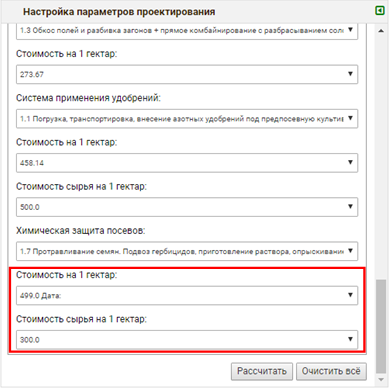 Настройка параметров проектирования
1.3 Обкос полей и разбивка загонов + прямое комбайнирование с разбрасыванием соло
Стоимость на 1 гектар:
273.67
Система применения удобрений:
1.1 Погрузка, транспортировка, внесение азотных удобрений под предпосевную культив
Стоимость на 1 гектар:
458.14
Стоимость сырья на 1 гектар:
500.0
Химическая защита посевов:
1.7 Протравливание семян. Подвоз гербицидов, приготовление раствора, опрыскивание
Стоимость на 1 гектар:
499.0 Дата:
Стоимость сырья на 1 гектар:
300.0
Рассчитать Очистить всё